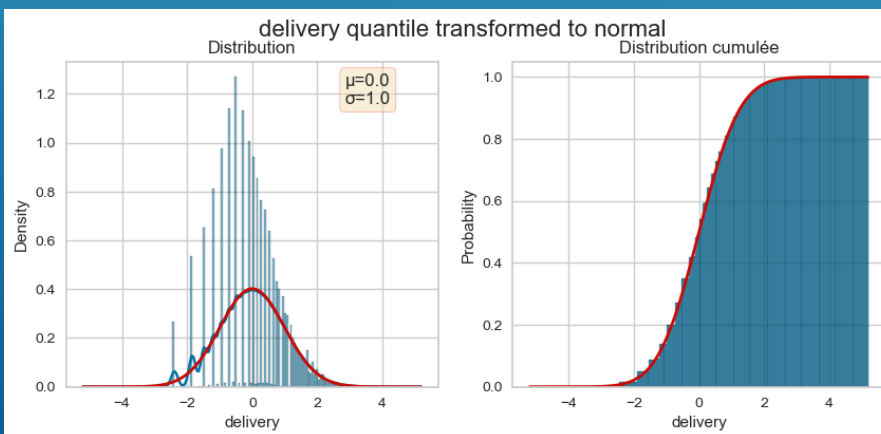 delivery quantile transformed to normal
Distribution
μ=0.0
σ=1.0
1.2
1.0
0.8
0.6
0.4
0.2
0.0
Density
−4 −2 0 2 4
delivery
Distribution cumulée
1.0
0.8
0.6
0.4
0.2
0.0
Probability
−4 −2 0 2 4
delivery